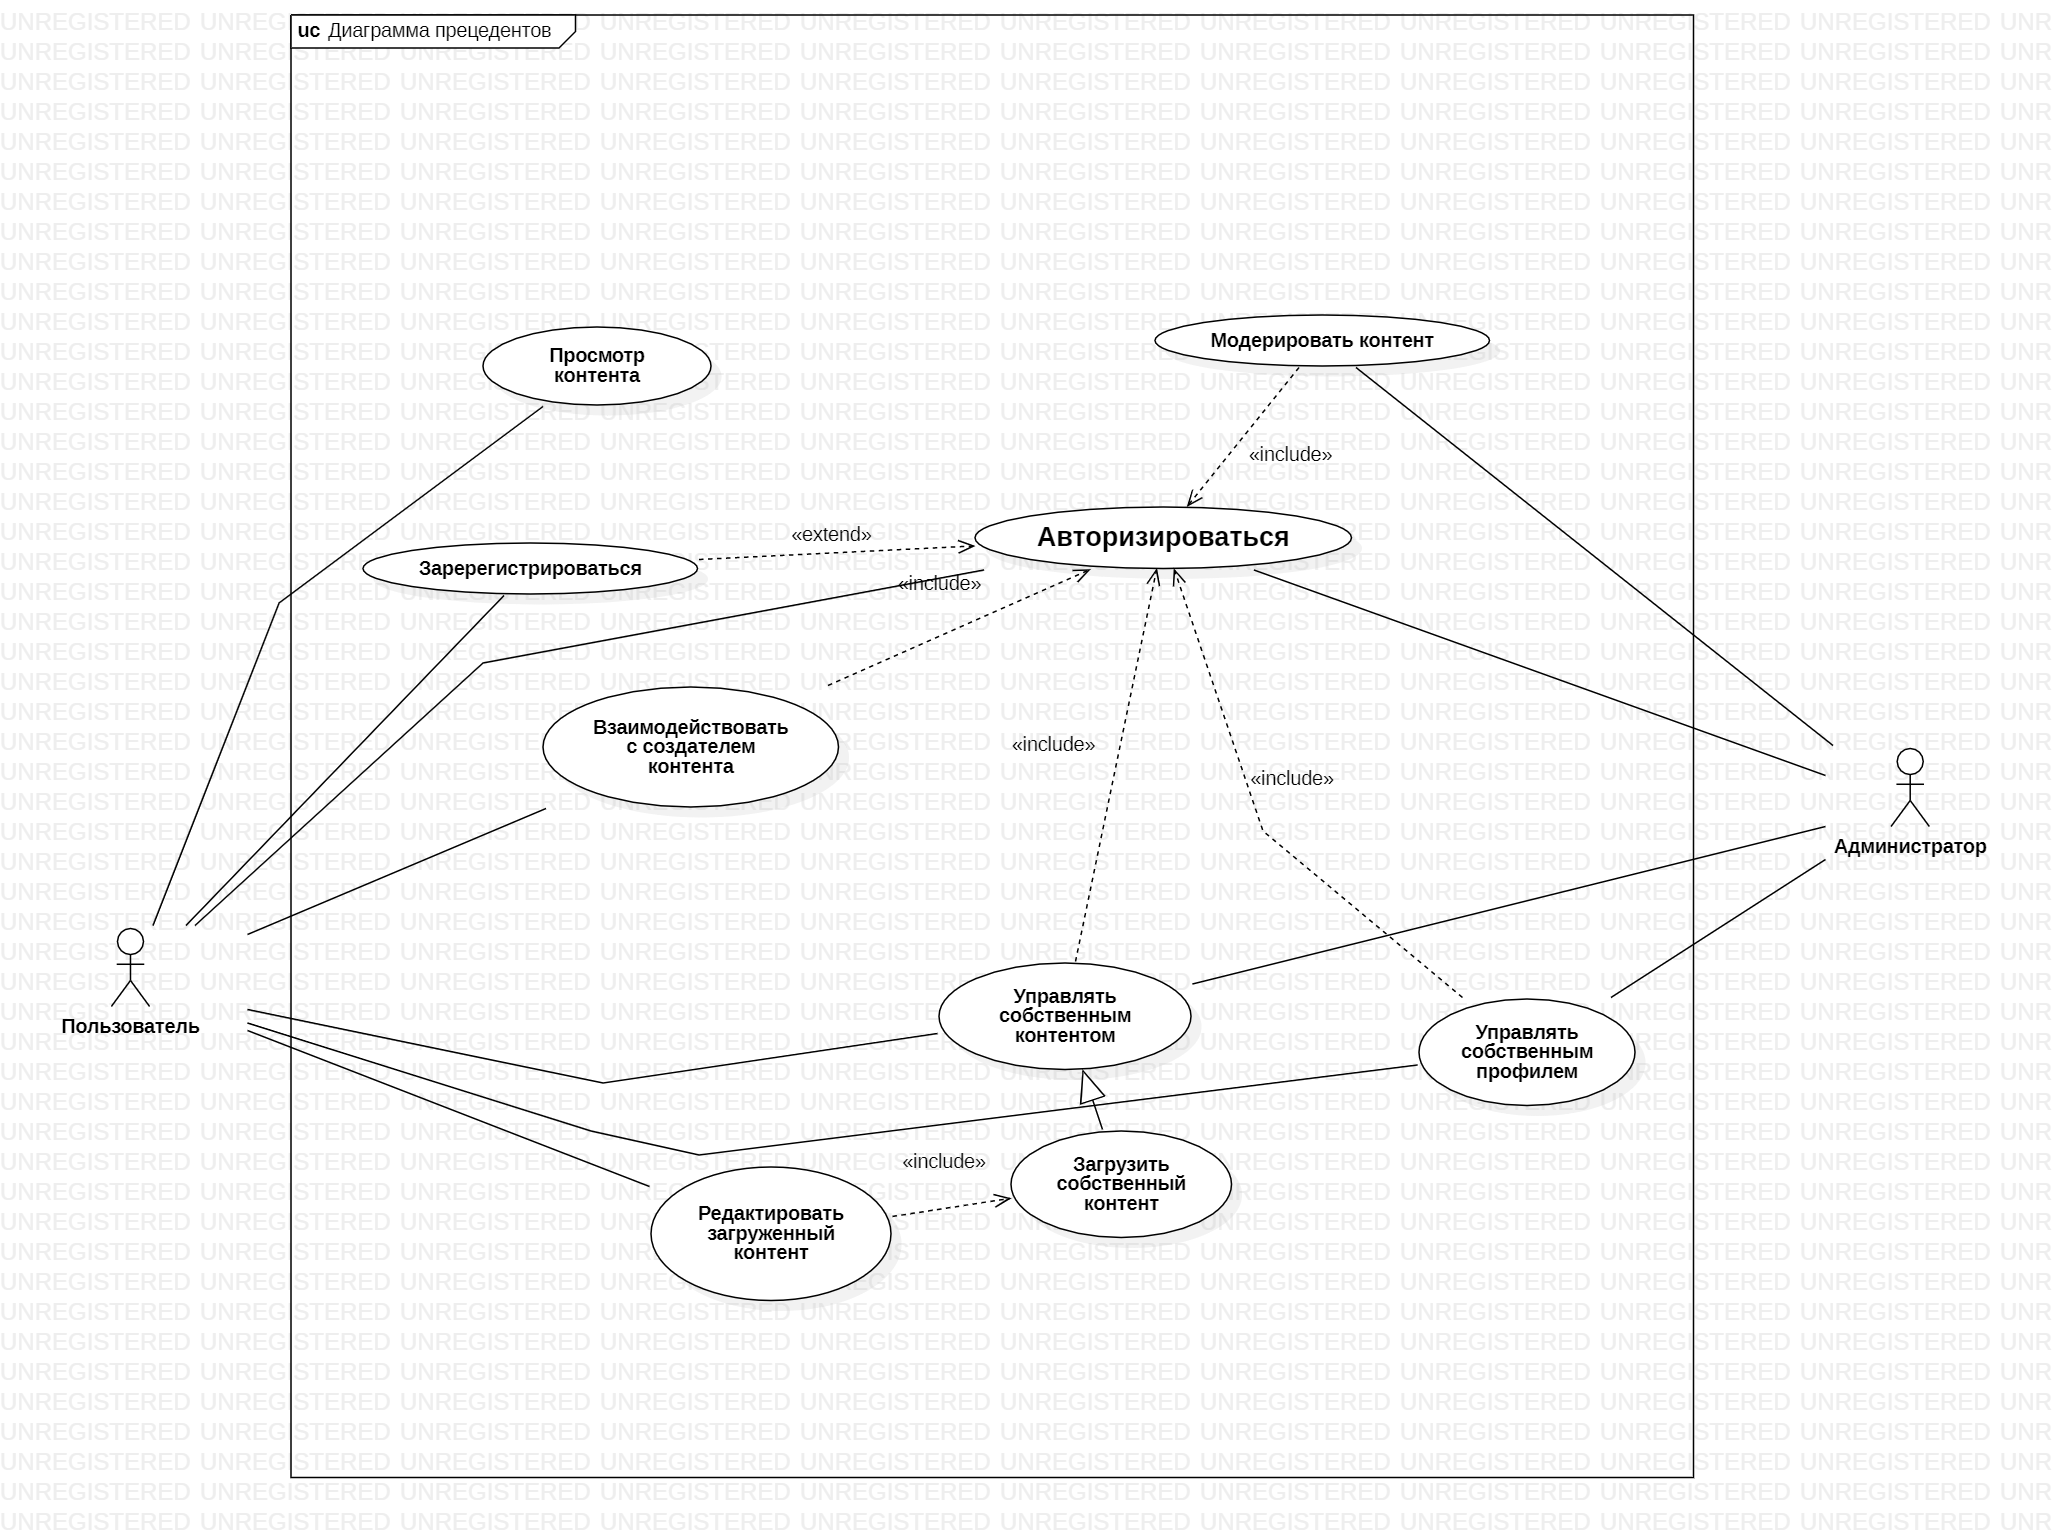 uc Диаграмма прецедентов
Просмотр
контента
Модерировать контент
«include»
Авторизироваться
«extend»
Заререгистрироваться
«include»
Взаимодействовать
с создателем
контента
«include»
«include»
Администратор
Пользователь
Управлять
собственным
контентом
Управлять
собственным
профилем
«include»
Загрузить
собственный
контент
Редактировать
загруженный
контент
UNREGISTERED